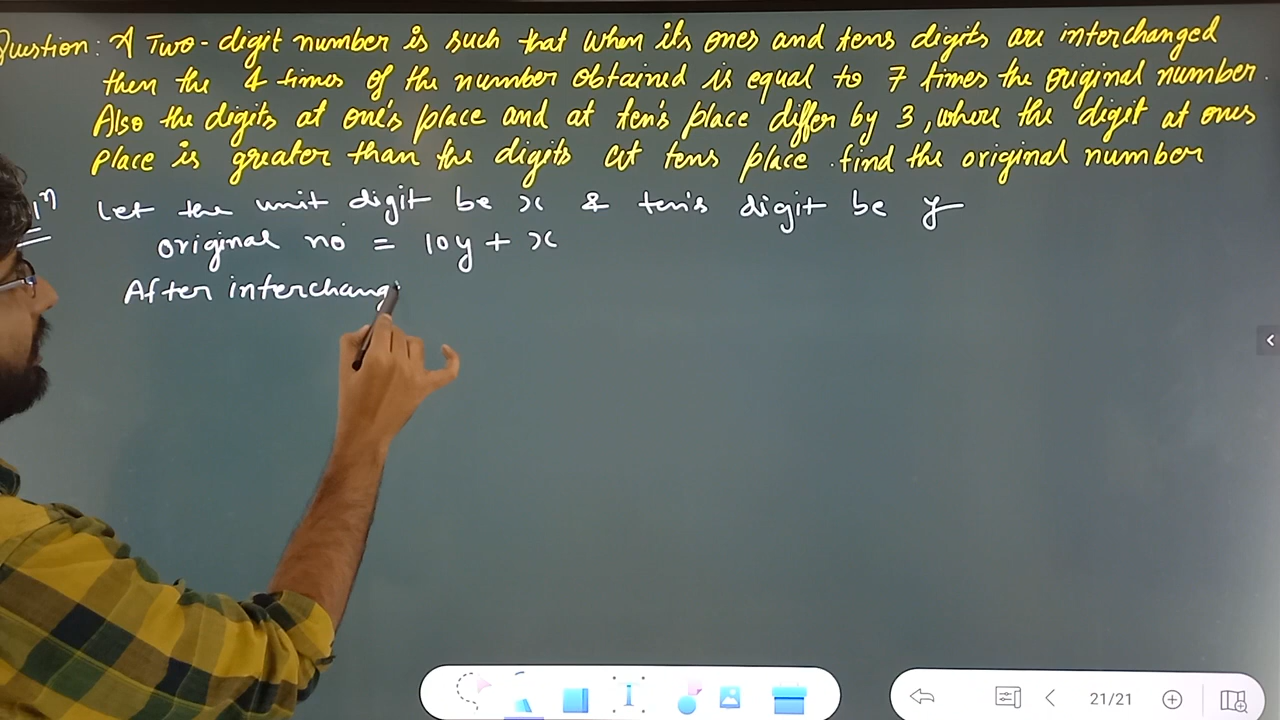 Question: A Two-digit number is such that when its ones and tens digits are interchanged
then the 4 times of the number obtained is equal to 7 times the original number.
Also the digits at one's place and at ten's place differ by 3, where the digit at ones
place is greater than the digits at tens place. find the original number
let the unit digit be x & ten's digit be y
original no = 10y + x
After interchang
21/21